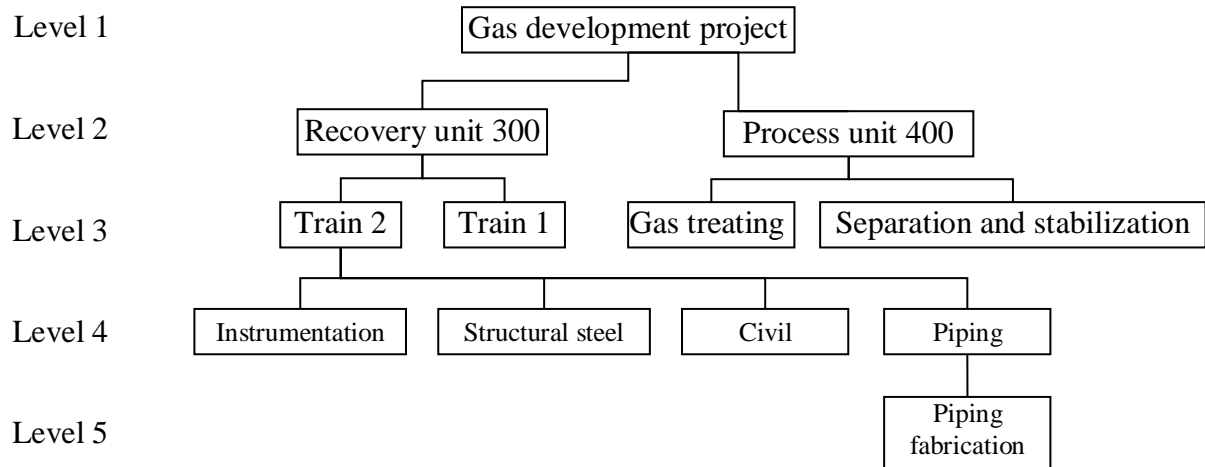 Level 1
Gas development project
Level 2
Recovery unit 300
Process unit 400
Level 3
Train 2
Train 1
Gas treating
Separation and stabilization
Level 4
Instrumentation
Structural steel
Civil
Piping
Level 5
Piping
fabrication